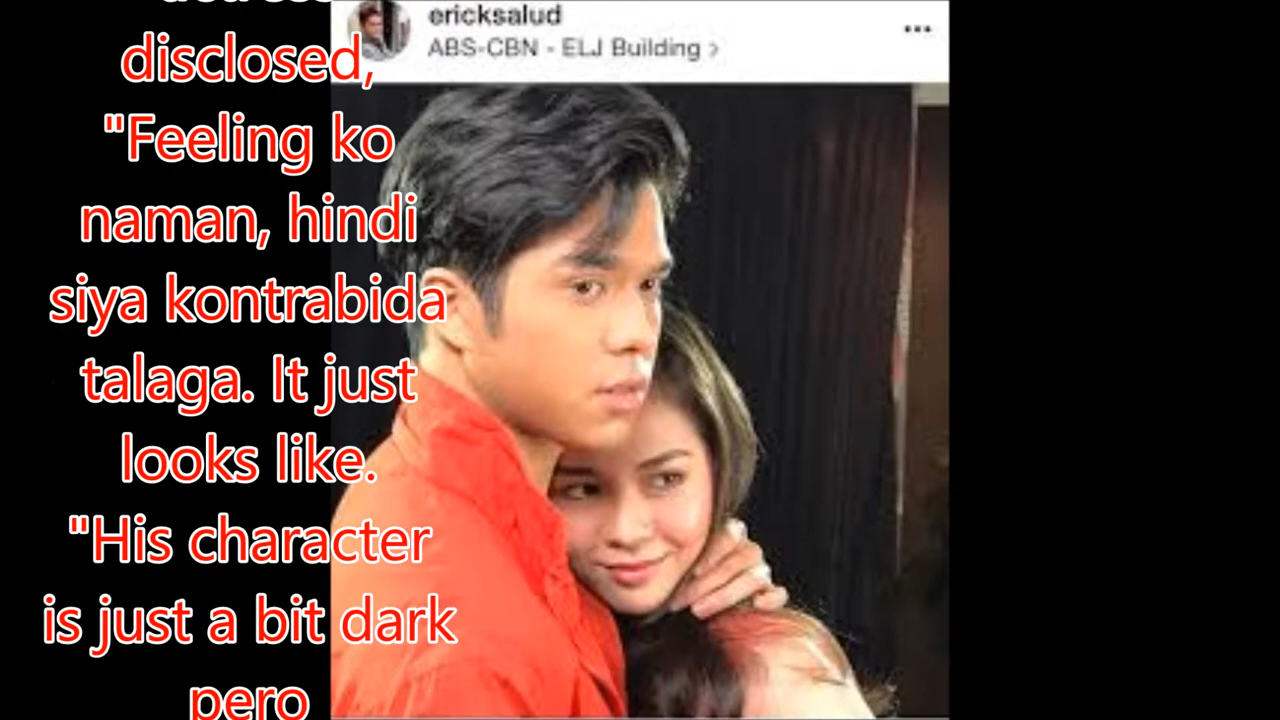 ericksalud
ABS-CBN - ELJ Building >
disclosed,
"Feeling ko
naman, hindi
siya kontrabida
talaga. It just
looks like.
"His character
is just a bit dark
pero